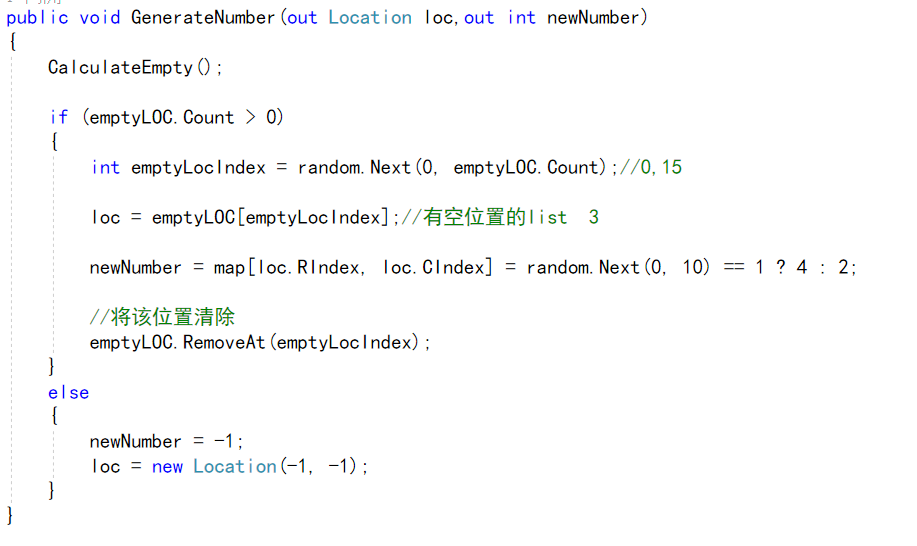 public void GenerateNumber(out Location loc,out int newNumber)
{
CalculateEmpty();
if (emptyLOC.Count > 0)
{
int emptyLocIndex = random.Next(0, emptyLOC.Count);//0,15
loc = emptyLOC[emptyLocIndex];//有空位置的list  3
newNumber = map[loc.RIndex, loc.CIndex] = random.Next(0, 10) == 1 ? 4 : 2;
//将该位置清除
emptyLOC.RemoveAt(emptyLocIndex);
}
else
{
newNumber = -1;
loc = new Location(-1, -1);
}
}